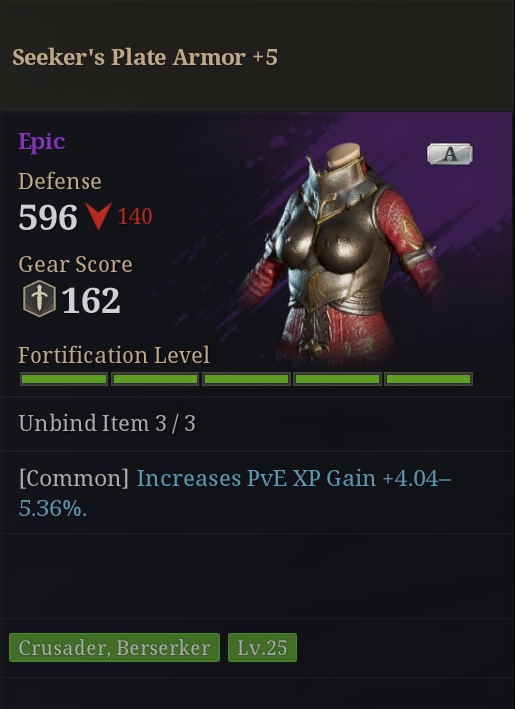 Seeker's Plate Armor +5
Epic
A
Defense
596 140
Gear Score
162
Fortification Level
Unbind Item 3 / 3
[Common] Increases PvE XP Gain +4.04–
5.36%.
Crusader, Berserker Lv.25